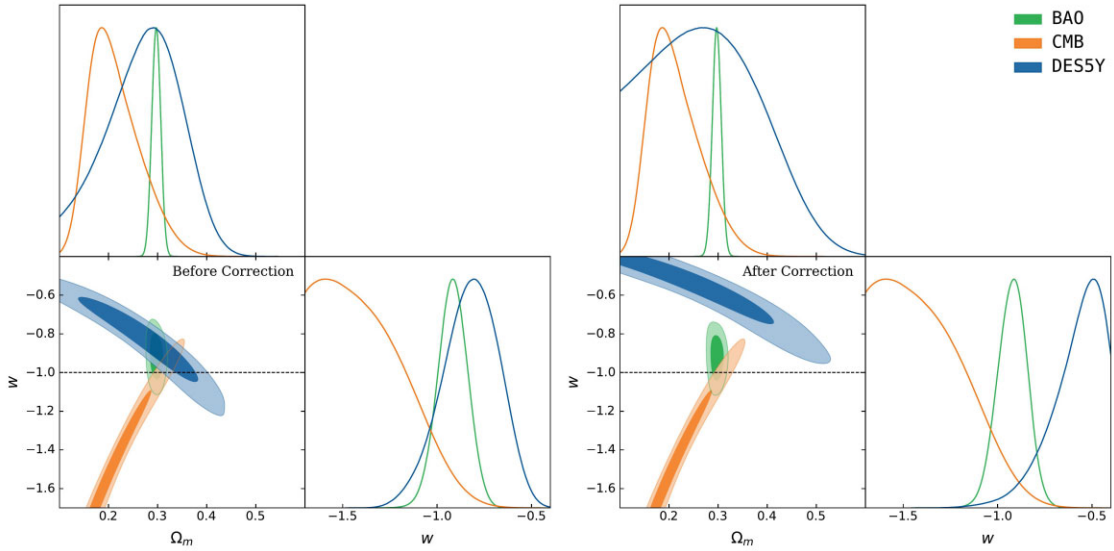 BAO
CMB
DES5Y
Before Correction
−0.6
−0.8
−1.0
−1.2
−1.4
−1.6
w
0.2 0.3 0.4 0.5
Ωm
−1.5 −1.0 −0.5
w
After Correction
−0.6
−0.8
−1.0
−1.2
−1.4
−1.6
w
0.2 0.3 0.4 0.5
Ωm
−1.5 −1.0 −0.5
w